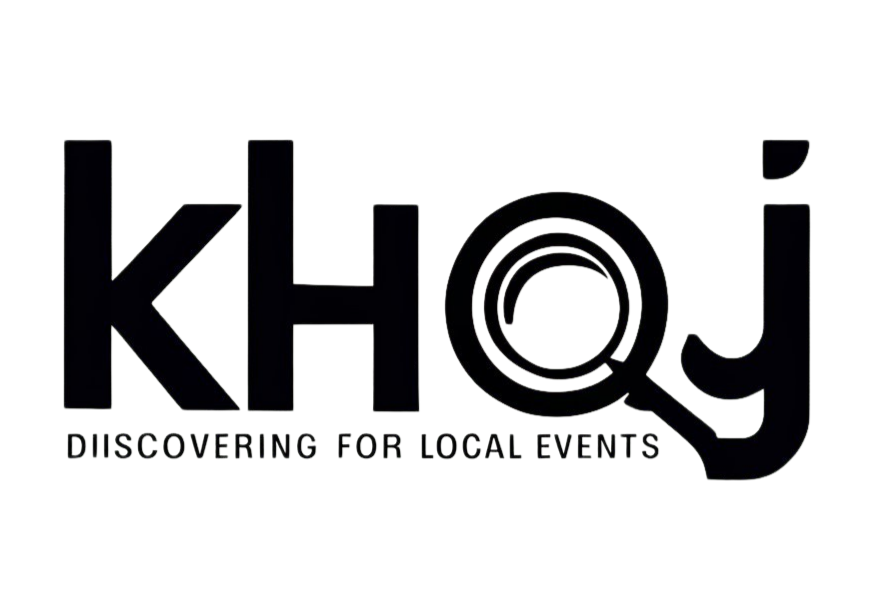 khoj
DIISCOVERING FOR LOCAL EVENTS